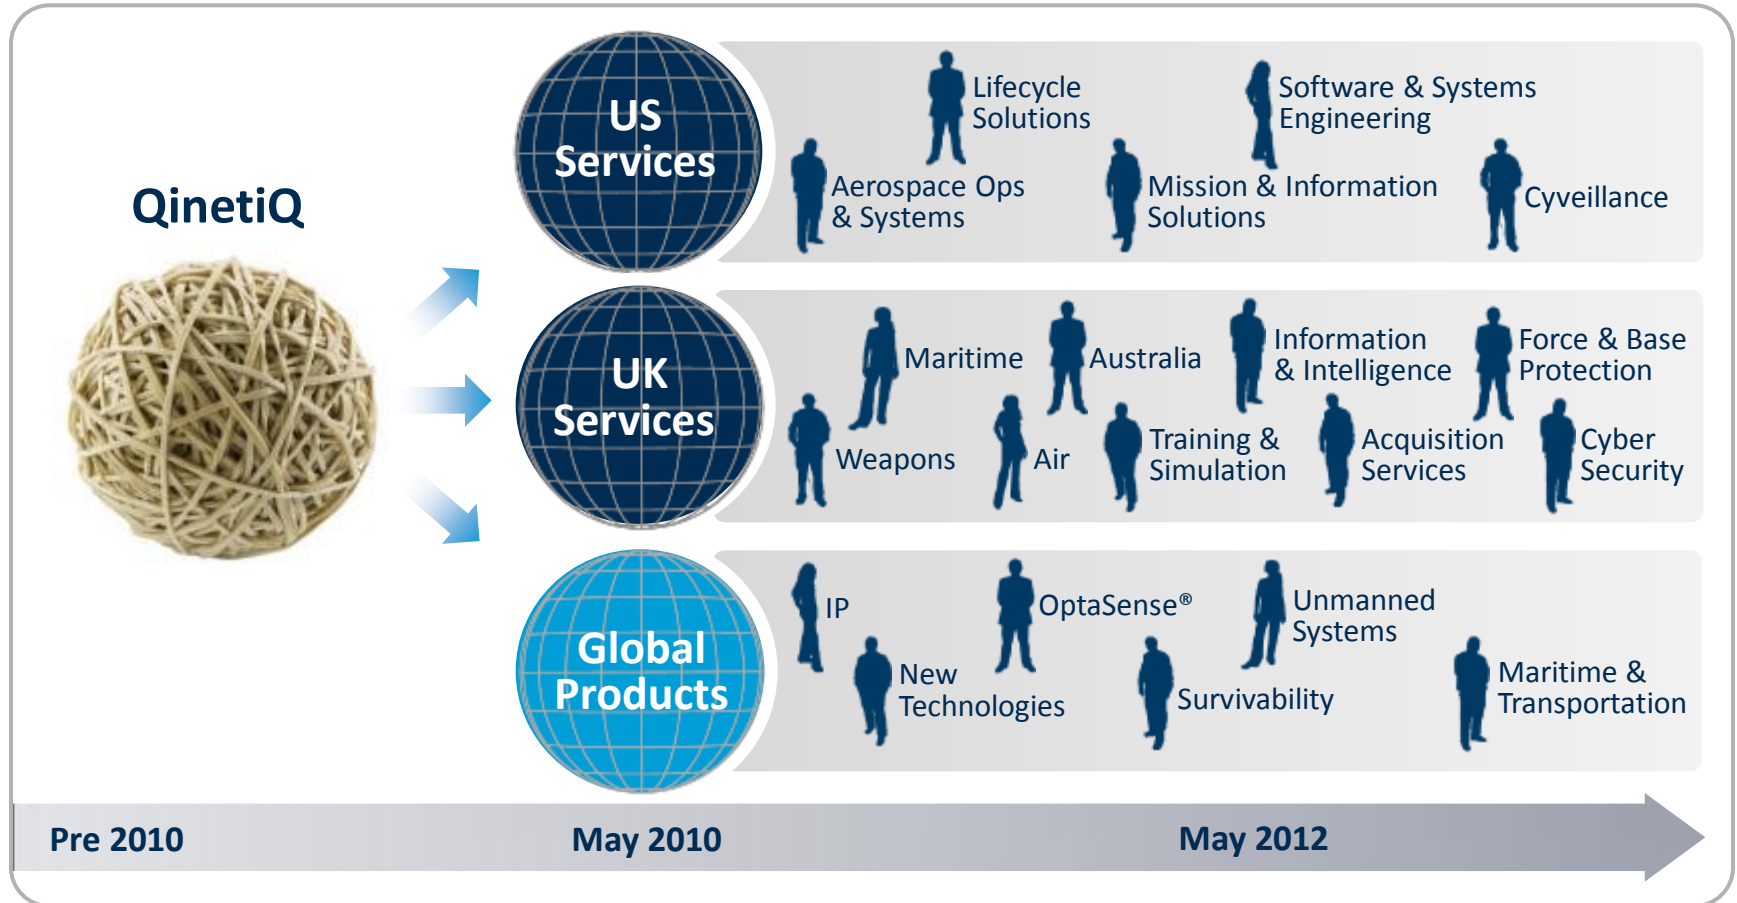 QinetiQ
US
Services
Lifecycle
Solutions
Software & Systems
Engineering
Aerospace Ops
& Systems
Mission & Information
Solutions
Cyveillance
UK
Services
Maritime
Australia
Information
& Intelligence
Force & Base
Protection
Weapons
Air
Training &
Simulation
Acquisition
Services
Cyber
Security
Global
Products
IP
OptaSense®
Unmanned
Systems
New
Technologies
Survivability
Maritime &
Transportation
Pre 2010
May 2010
May 2012